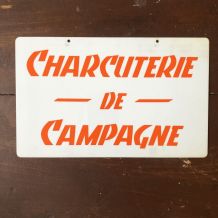 CHARCUTERIE
— DE —
CAMPAGNE